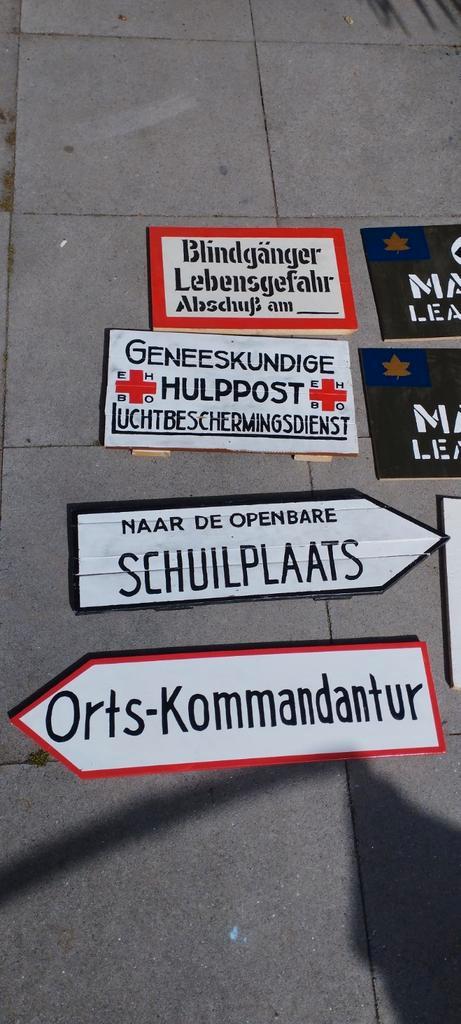 Blindgänger
Lebensgefahr
Abschuß am
GENEESKUNDIGE
EHBO HULPPOST EHBO
LUCHTBESCHERMINGSDIENST
NAAR DE OPENBARE
SCHUILPLAATS
Orts-Kommandantur